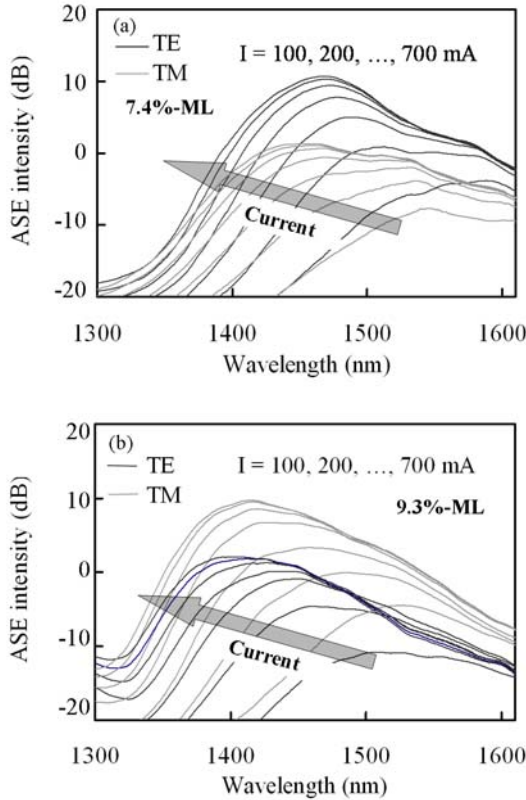 20
(a)
TE
I = 100, 200, ..., 700 mA
TM
10
7.4%-ML
0
-10
-20
ASE intensity (dB)
Current
1300
1400
1500
1600
Wavelength (nm)
20
(b)
TE
I = 100, 200, ..., 700 mA
TM
9.3%-ML
10
0
-10
-20
ASE intensity (dB)
Current
1300
1400
1500
1600
Wavelength (nm)